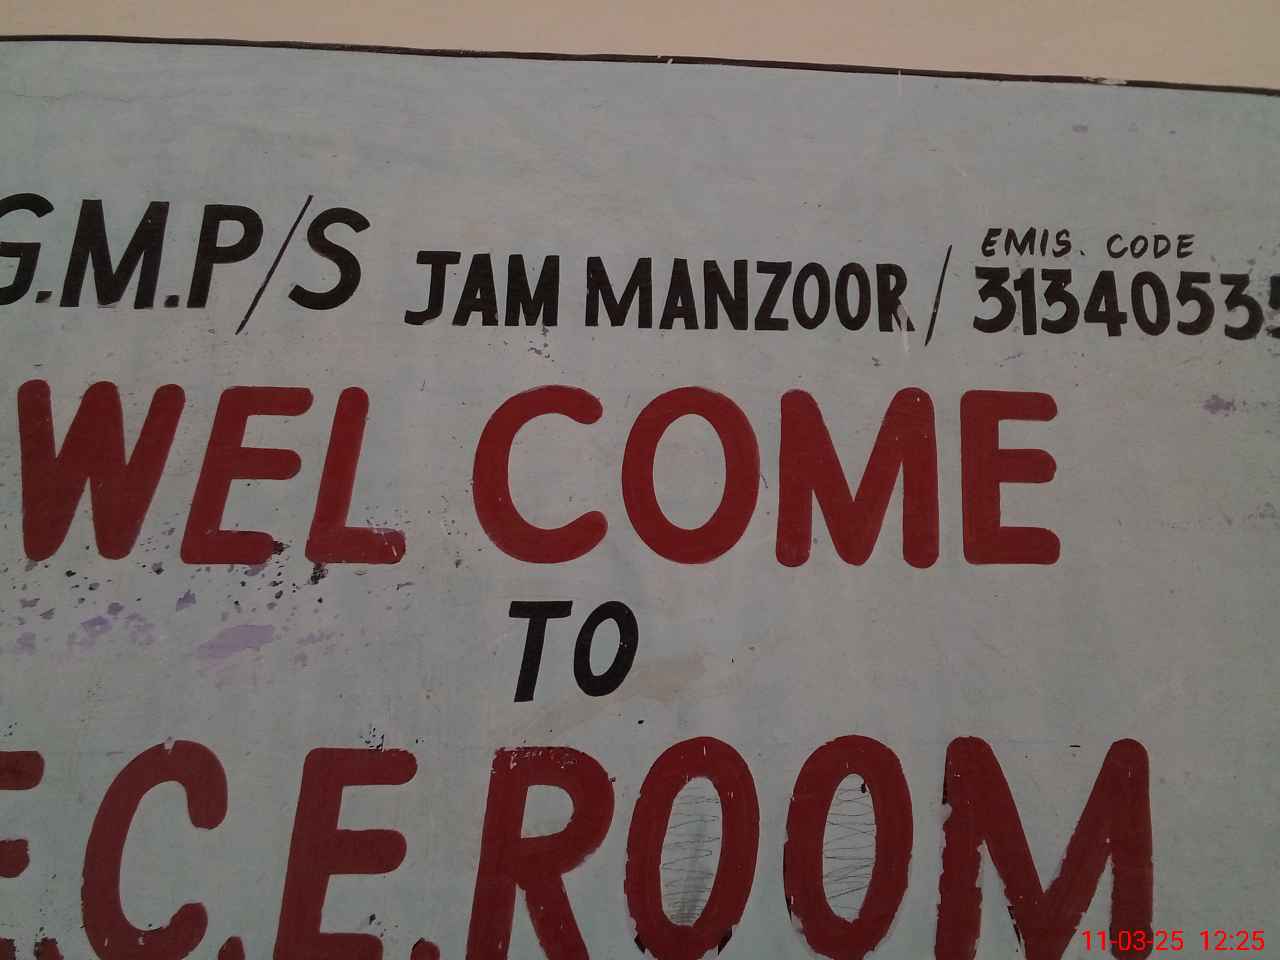 G.M.P/S JAM MANZOOR / EMIS. CODE
3134053
WEL COME
TO
.C.E.ROOM
11-03-25 12:25